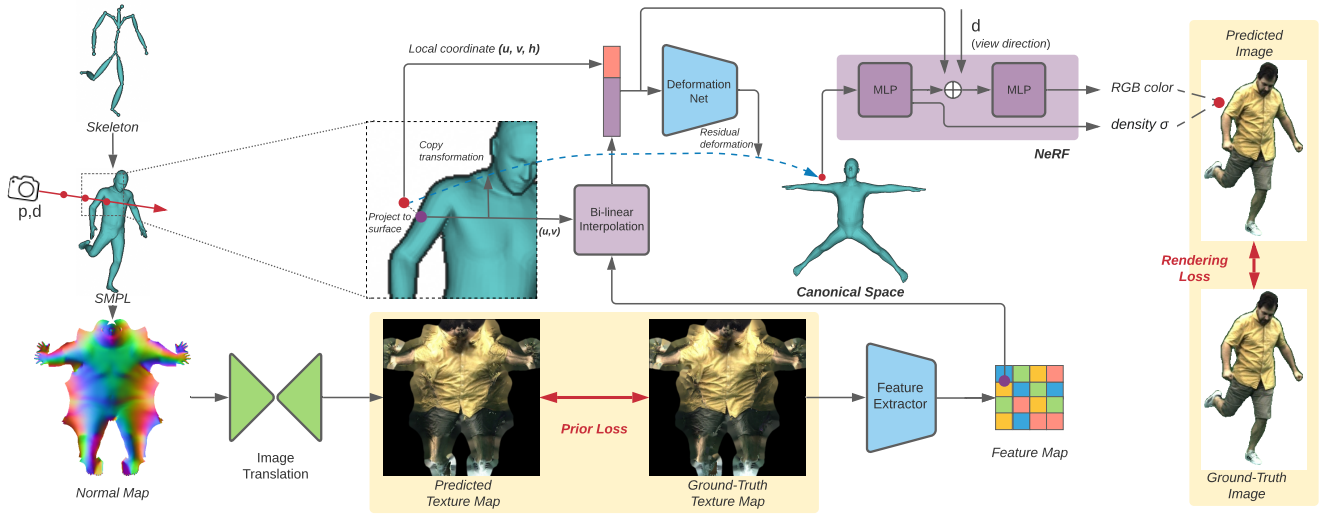 Skeleton
p,d
SMPL
Normal Map
Image
Translation
Local coordinate (u, v, h)
Copy
transformation
Project to
surface
(u,v)
Bi-linear
Interpolation
Deformation
Net
Residual
deformation
d
(view direction)
MLP
MLP
NeRF
Canonical Space
RGB color
density σ
Predicted
Image
Rendering
Loss
Ground-Truth
Image
Predicted
Texture Map
Prior Loss
Ground-Truth
Texture Map
Feature
Extractor
Feature Map